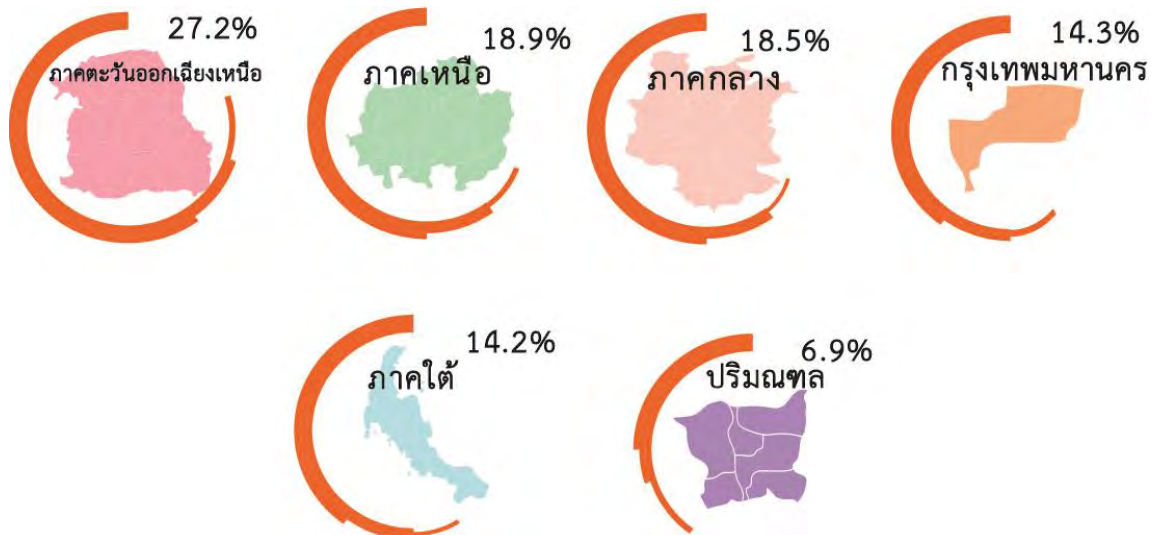 27.2%
ภาคตะวันออกเฉียงเหนือ
18.9%
ภาคเหนือ
18.5%
ภาคกลาง
14.3%
กรุงเทพมหานคร
14.2%
ภาคใต้
6.9%
ปริมณฑล